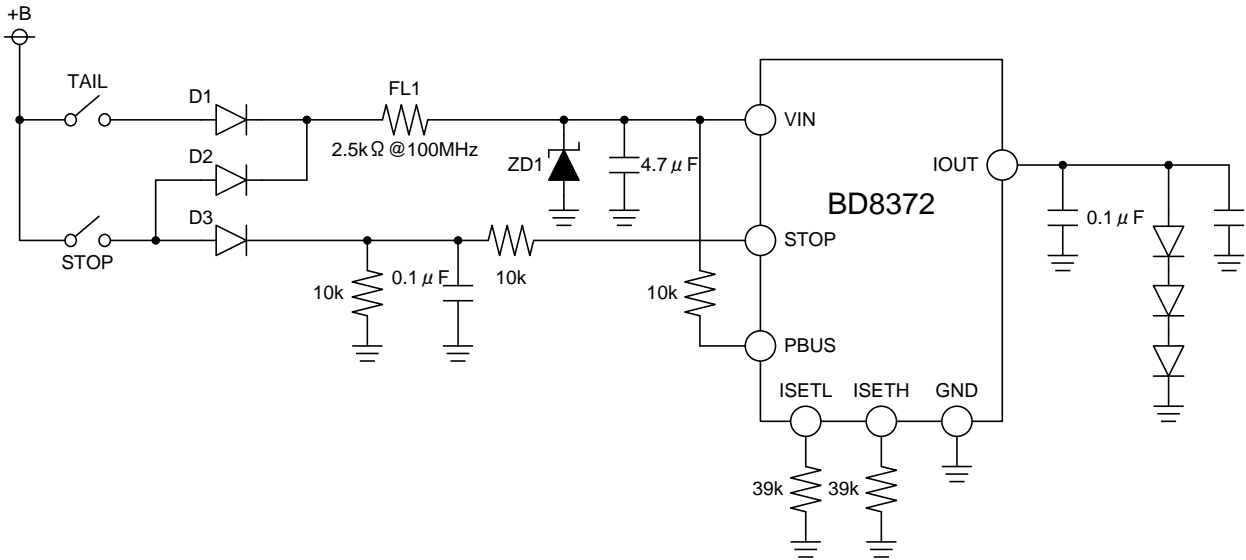 +B
TAIL
D1
FL1
2.5kΩ@100MHz
D2
ZD1
4.7μF
VIN
IOUT
BD8372
D3
STOP
0.1μF
10k
0.1μF
10k
STOP
10k
PBUS
ISETL
ISETH
GND
39k
39k